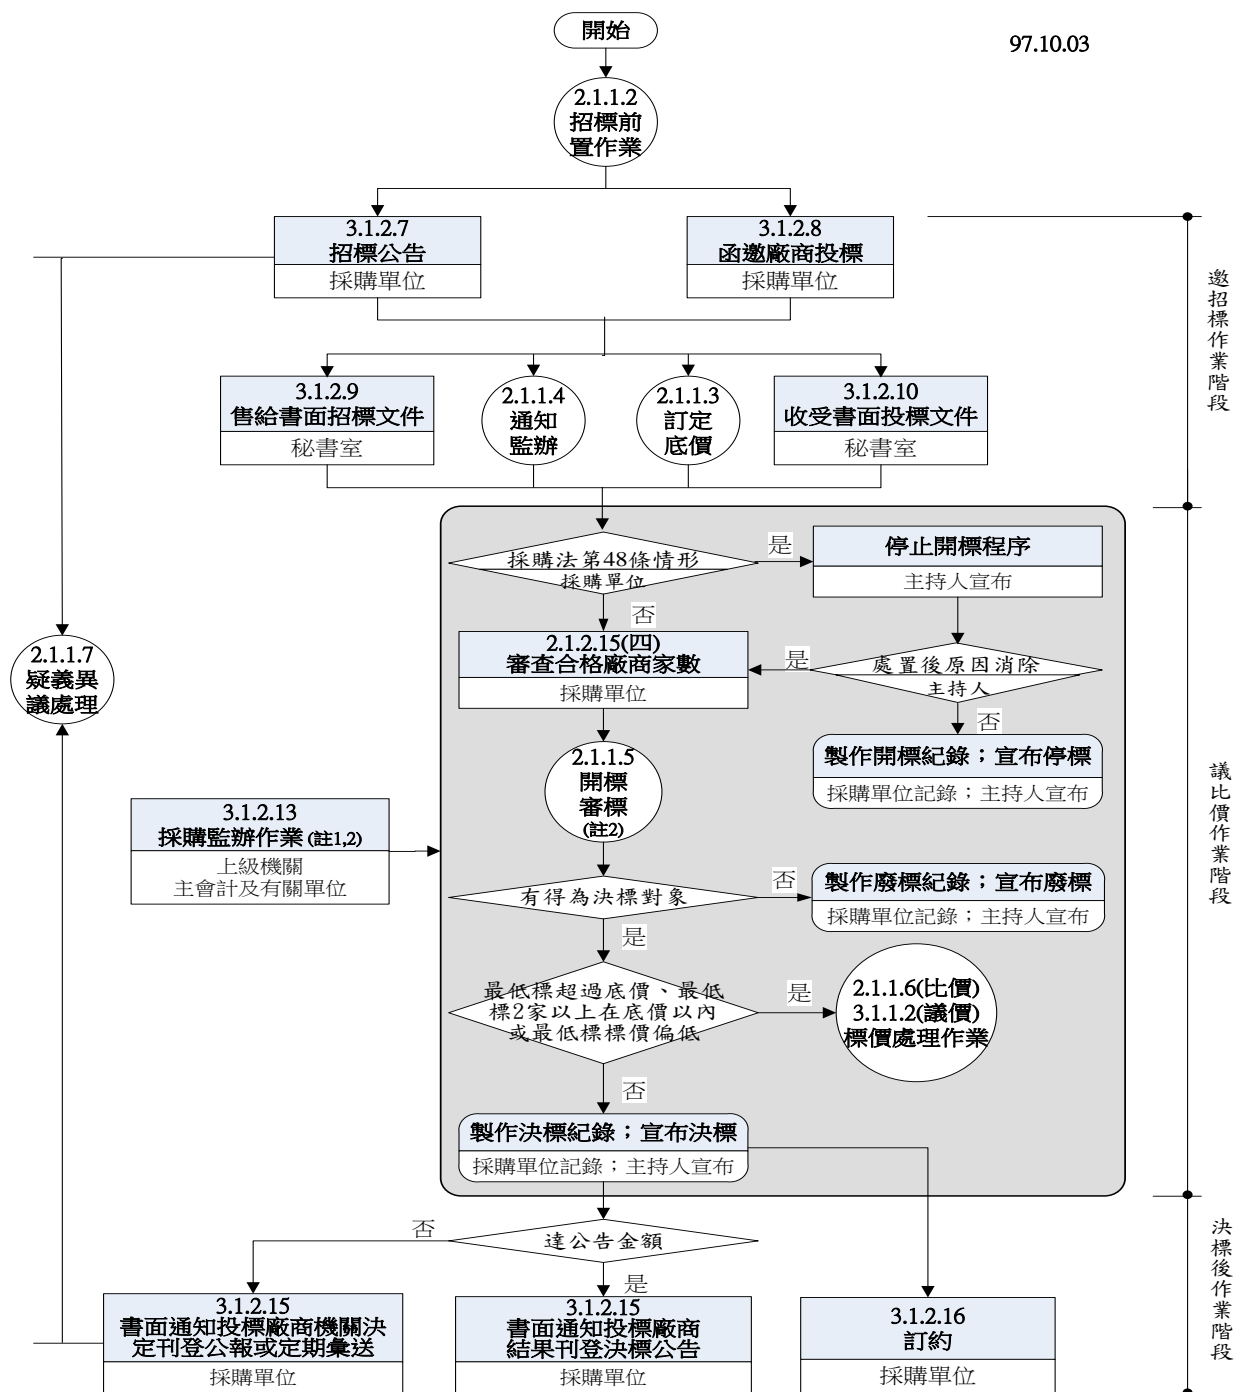 開始
97.10.03
2.1.1.2
招標前
置作業
3.1.2.7
招標公告
採購單位
3.1.2.8
函邀廠商投標
採購單位
邀招標作業階段
3.1.2.9
售給書面招標文件
秘書室
2.1.1.4
通知
監辦
2.1.1.3
訂定
底價
3.1.2.10
收受書面投標文件
秘書室
採購法第48條情形
採購單位
是
停止開標程序
主持人宣布
否
2.1.2.15(四)
審查合格廠商家數
採購單位
是
處置後原因消除
主持人
2.1.1.7
疑義異
議處理
否
製作開標紀錄；宣布停標
採購單位記錄；主持人宣布
2.1.1.5
開標
審標
(註2)
議比價作業階段
3.1.2.13
採購監辦作業(註1,2)
上級機關
主會計及有關單位
有得為決標對象
否
製作廢標紀錄；宣布廢標
採購單位記錄；主持人宣布
是
最低標超過底價、最低
標2家以上在底價以內
或最低標標價偏低
是
2.1.1.6(比價)
3.1.1.2(議價)
標價處理作業
否
製作決標紀錄；宣布決標
採購單位記錄；主持人宣布
否
達公告金額
是
決標後作業階段
3.1.2.15
書面通知投標廠商機關決
定刊登公報或定期彙送
採購單位
3.1.2.15
書面通知投標廠商
結果刊登決標公告
採購單位
3.1.2.16
訂約
採購單位